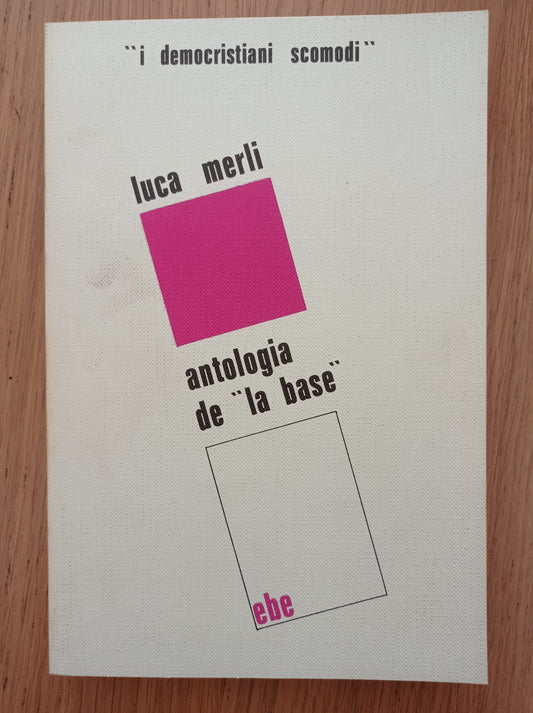 "i democristiani scomodi"
luca merli
antologia
de "la base"
ebe